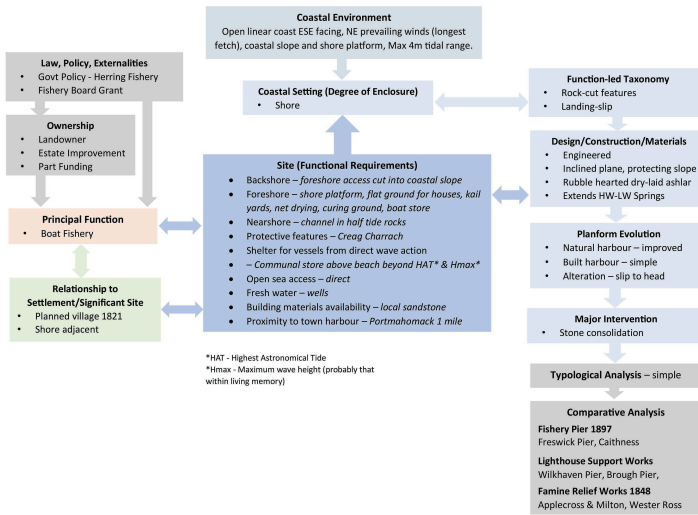 Coastal Environment
Open linear coast ESE facing, NE prevailing winds (longest
fetch), coastal slope and shore platform, Max 4m tidal range.
Law, Policy, Externalities
• Govt Policy - Herring Fishery
• Fishery Board Grant
Ownership
• Landowner
• Estate Improvement
• Part Funding
Principal Function
• Boat Fishery
Relationship to
Settlement/Significant Site
• Planned village 1821
• Shore adjacent
Coastal Setting (Degree of Enclosure)
• Shore
Site (Functional Requirements)
• Backshore – foreshore access cut into coastal slope
• Foreshore – shore platform, flat ground for houses, kail
yards, net drying, curing ground, boat store
• Nearshore – channel in half tide rocks
• Protective features – Creag Charrach
• Shelter for vessels from direct wave action
• – Communal store above beach beyond HAT* & Hmax*
• Open sea access – direct
• Fresh water – wells
• Building materials availability – local sandstone
• Proximity to town harbour – Portmahomack 1 mile
*HAT - Highest Astronomical Tide
*Hmax - Maximum wave height (probably that
within living memory)
Function-led Taxonomy
• Rock-cut features
• Landing-slip
Design/Construction/Materials
• Engineered
• Inclined plane, protecting slope
• Rubble hearted dry-laid ashlar
• Extends HW-LW Springs
Planform Evolution
• Natural harbour – improved
• Built harbour – simple
• Alteration – slip to head
Major Intervention
• Stone consolidation
Typological Analysis – simple
Comparative Analysis
Fishery Pier 1897
Freswick Pier, Caithness
Lighthouse Support Works
Wilkhaven Pier, Brough Pier,
Famine Relief Works 1848
Applecross & Milton, Wester Ross